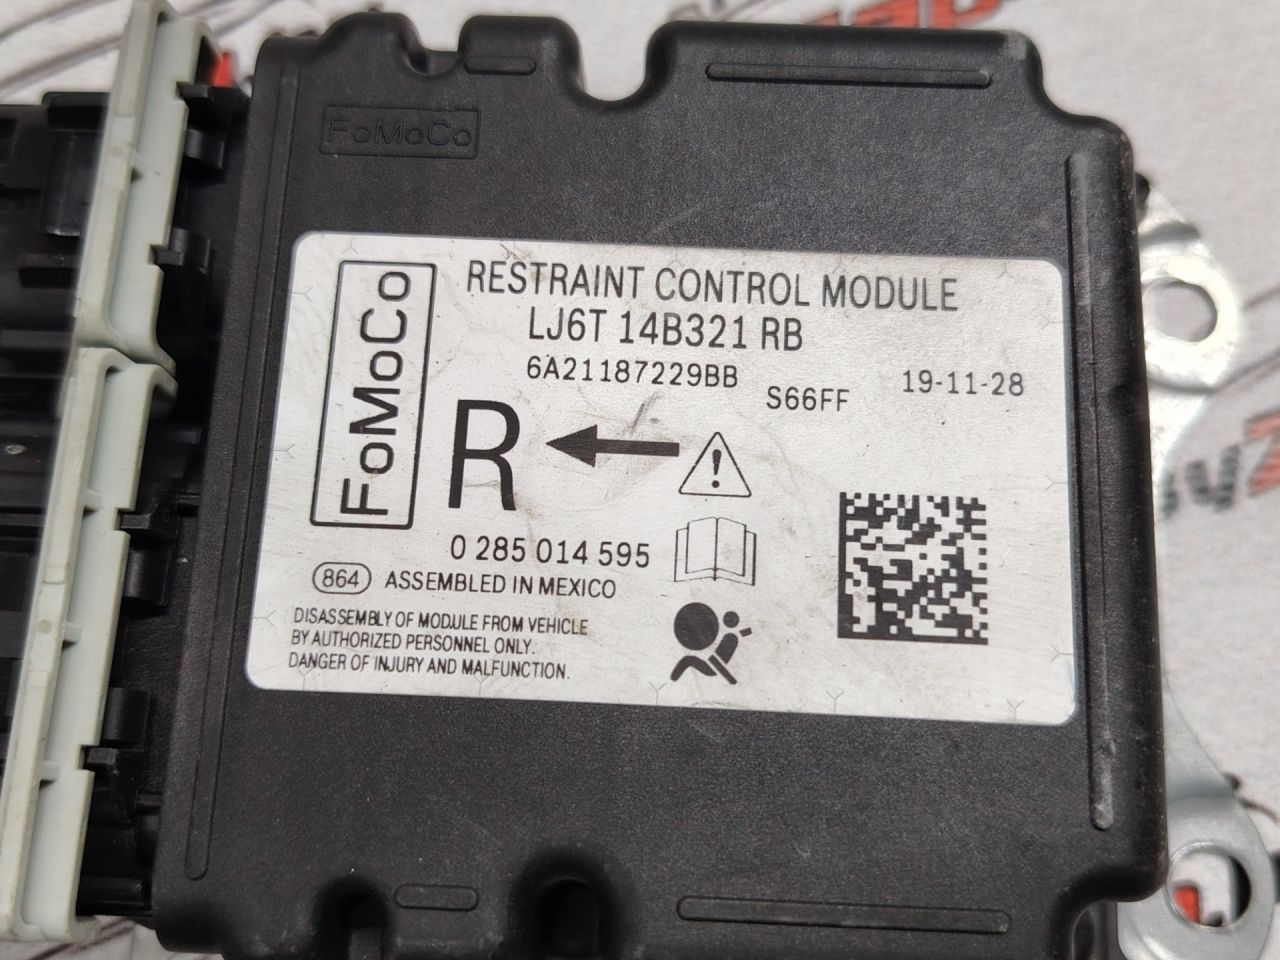 FoMoCo
FoMoCo
RESTRAINT CONTROL MODULE
LJ6T 14B321 RB
6A21187229BB
S66FF
19-11-28
R
0 285 014 595
864 ASSEMBLED IN MEXICO
DISASSEMBLY OF MODULE FROM VEHICLE
BY AUTHORIZED PERSONNEL ONLY.
DANGER OF INJURY AND MALFUNCTION.